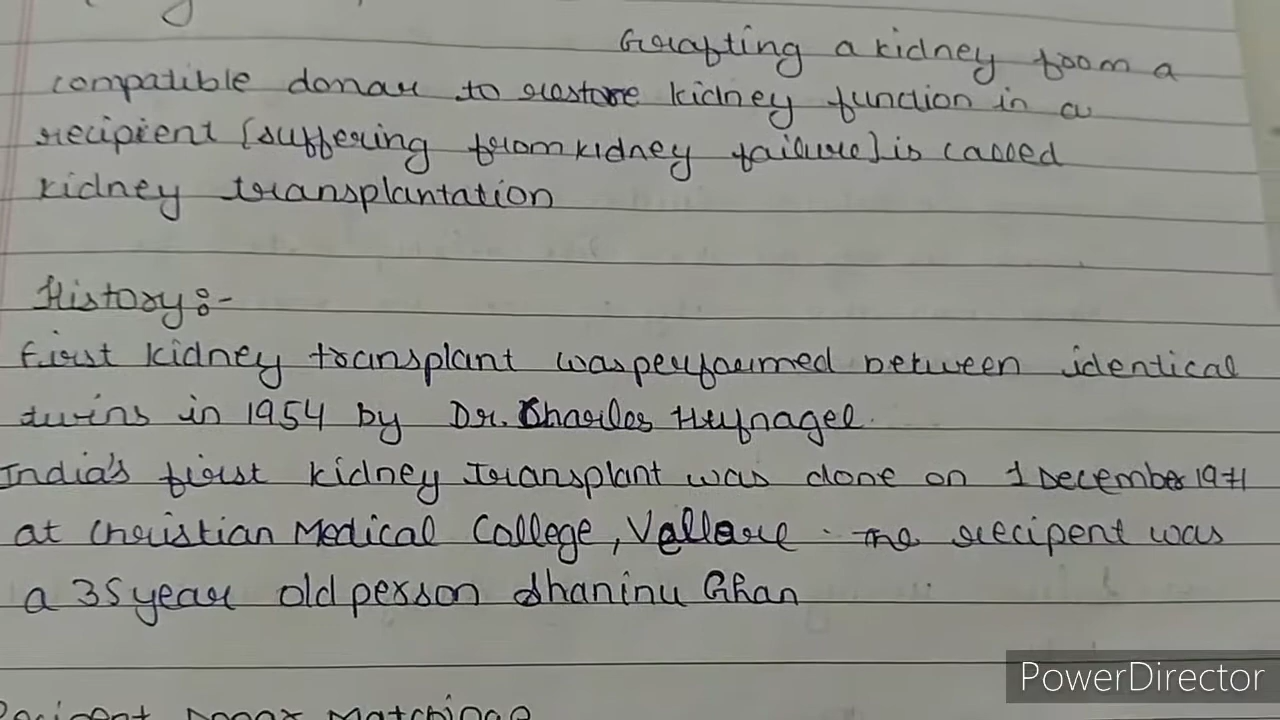 Grafting a kidney from a
compatible donar to restore kidney function in a
recipient [suffering from kidney failure] is called
kidney transplantation
History:-
First kidney transplant was performed between identical
twins in 1954 by Dr. Charles Hufnagel.
India's first kidney transplant was done on 1 December 1971
at Christian Medical College, Vellore. The recipent was
a 35 year old person Shaninu Ghan
PowerDirector